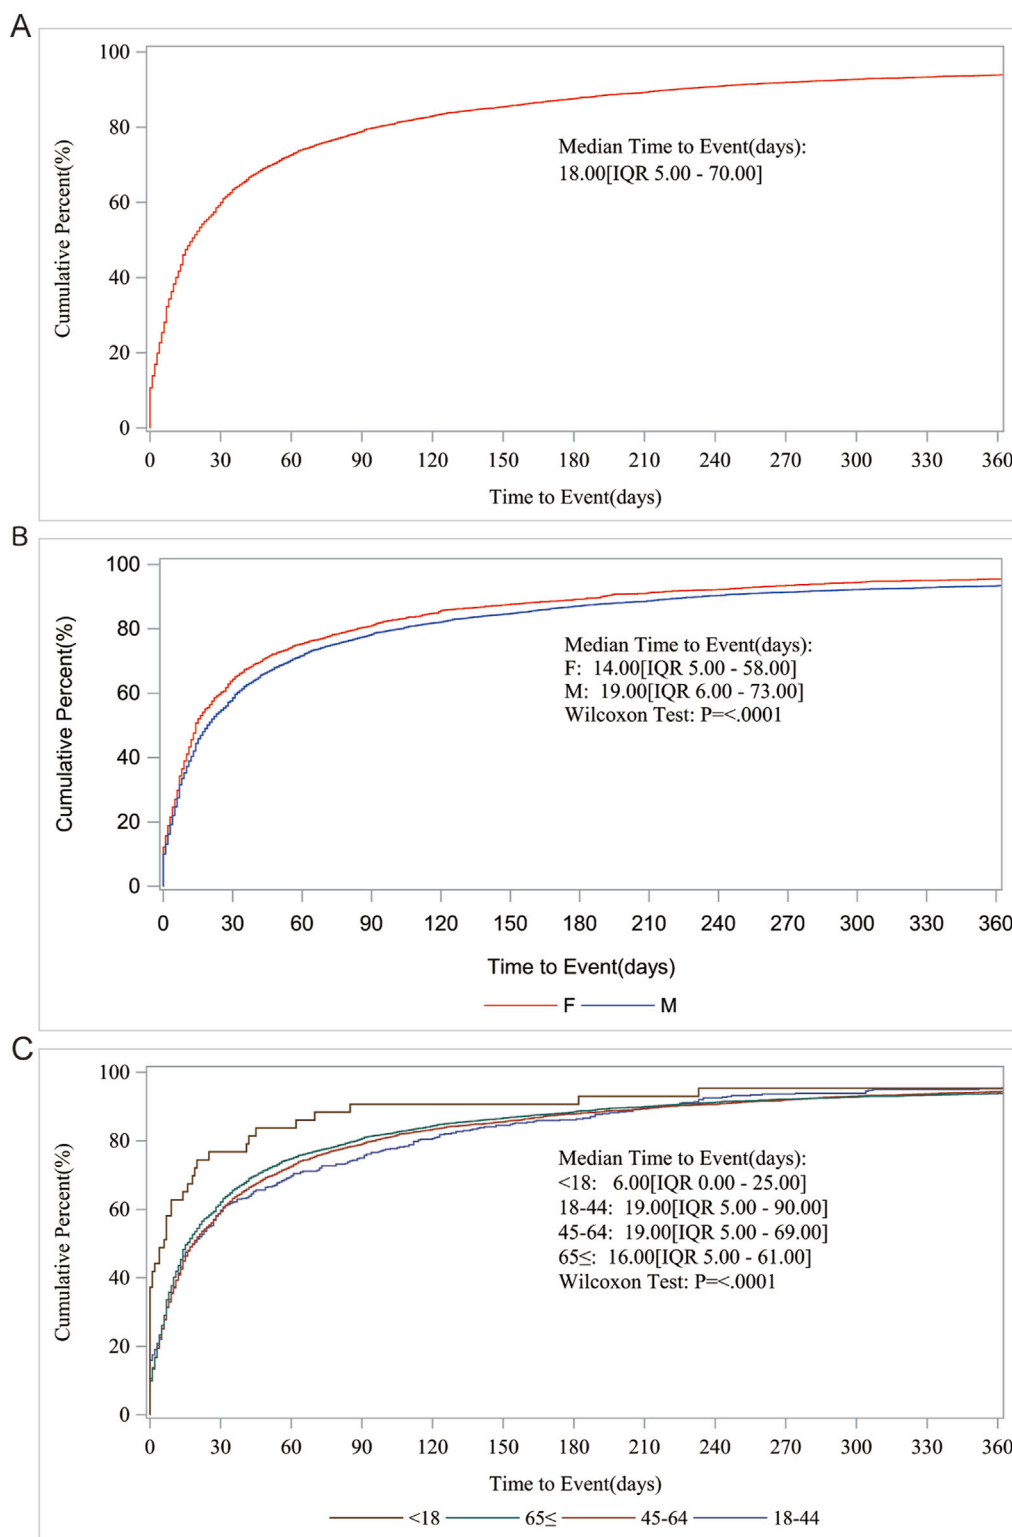 A
100
80
60
40
20
0
Cumulative Percent(%)
Median Time to Event(days):
18.00[IQR 5.00 - 70.00]
0 30 60 90 120 150 180 210 240 270 300 330 360
Time to Event(days)
B
100
80
60
40
20
0
Cumulative Percent(%)
Median Time to Event(days):
F: 14.00[IQR 5.00 - 58.00]
M: 19.00[IQR 6.00 - 73.00]
Wilcoxon Test: P=<.0001
0 30 60 90 120 150 180 210 240 270 300 330 360
Time to Event(days)
F M
C
100
80
60
40
20
0
Cumulative Percent(%)
Median Time to Event(days):
<18: 6.00[IQR 0.00 - 25.00]
18-44: 19.00[IQR 5.00 - 90.00]
45-64: 19.00[IQR 5.00 - 69.00]
65≤: 16.00[IQR 5.00 - 61.00]
Wilcoxon Test: P=<.0001
0 30 60 90 120 150 180 210 240 270 300 330 360
Time to Event(days)
<18 65≤ 45-64 18-44